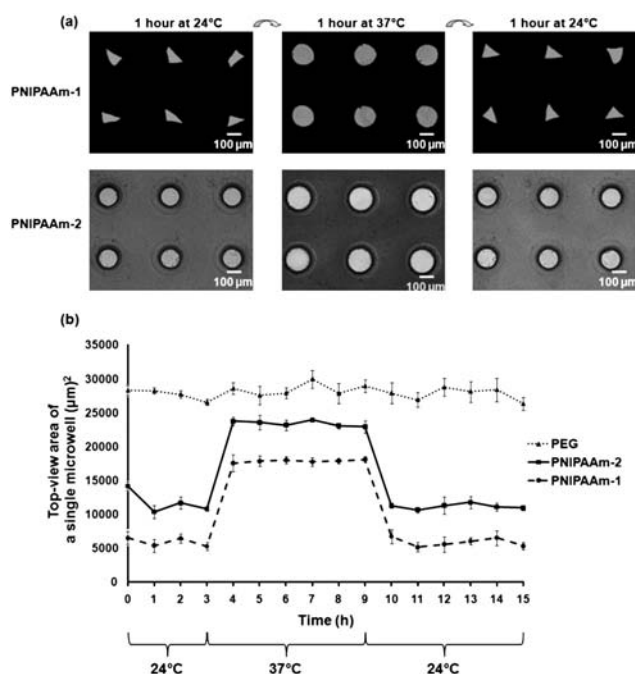 (a)
1 hour at 24°C
1 hour at 37°C
1 hour at 24°C
PNIPAAm-1
100 µm
100 µm
100 µm
PNIPAAm-2
100 µm
100 µm
100 µm
(b)
Top-view area of
a single microwell (µm)²
35000
30000
25000
20000
15000
10000
5000
0
0 1 2 3 4 5 6 7 8 9 10 11 12 13 14 15
Time (h)
PEG
PNIPAAm-2
PNIPAAm-1
24°C
37°C
24°C